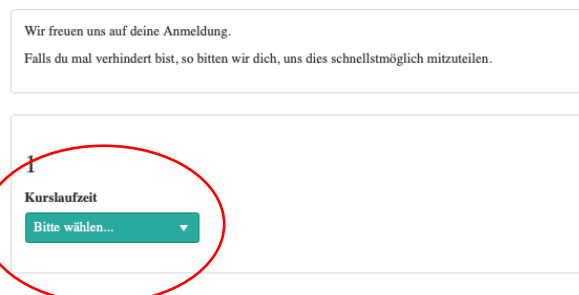 Wir freuen uns auf deine Anmeldung.
Falls du mal verhindert bist, so bitten wir dich, uns dies schnellstmöglich mitzuteilen.
1
Kurslaufzeit
Bitte wählen...